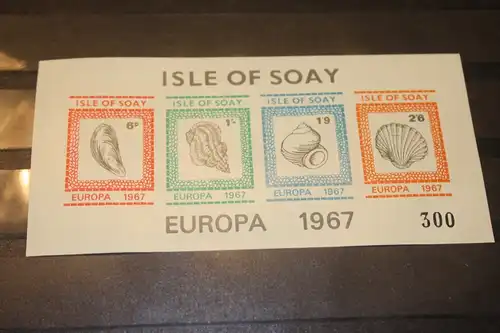 ISLE OF SOAY
ISLE OF SOAY
6P
EUROPA 1967
ISLE OF SOAY
1/-
EUROPA 1967
ISLE OF SOAY
1 9
EUROPA 1967
ISLE OF SOAY
2/6
EUROPA 1967
EUROPA 1967
300